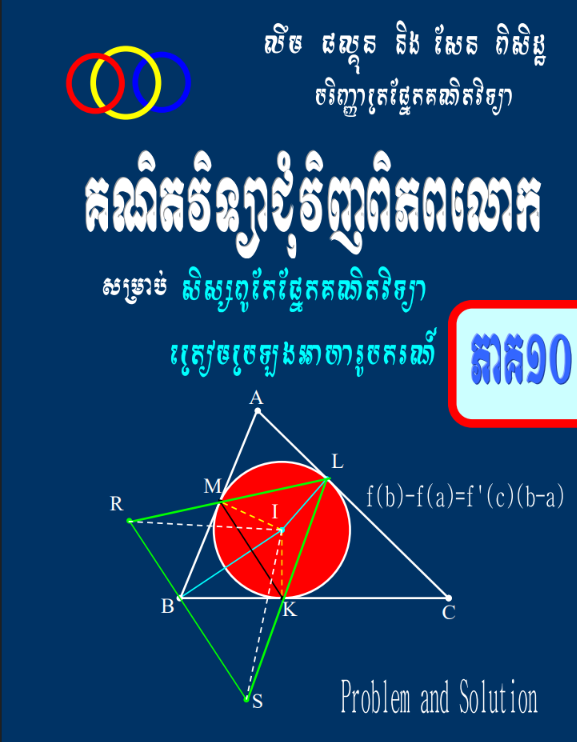 លឹម ផល្គុន និង សែន ពិសិដ្ឋ
បរិញ្ញាត្រផ្នែកគណិតវិទ្យា
គណិតវិទ្យាជុំវិញពិភពលោក
សម្រាប់ សិស្សពូកែផ្នែកគណិតវិទ្យា
ត្រៀមប្រឡងអាហារូបករណ៍
ភាគ១០
A
L
M
f(b)-f(a)=f'(c)(b-a)
R
I
B
K
C
S
Problem and Solution